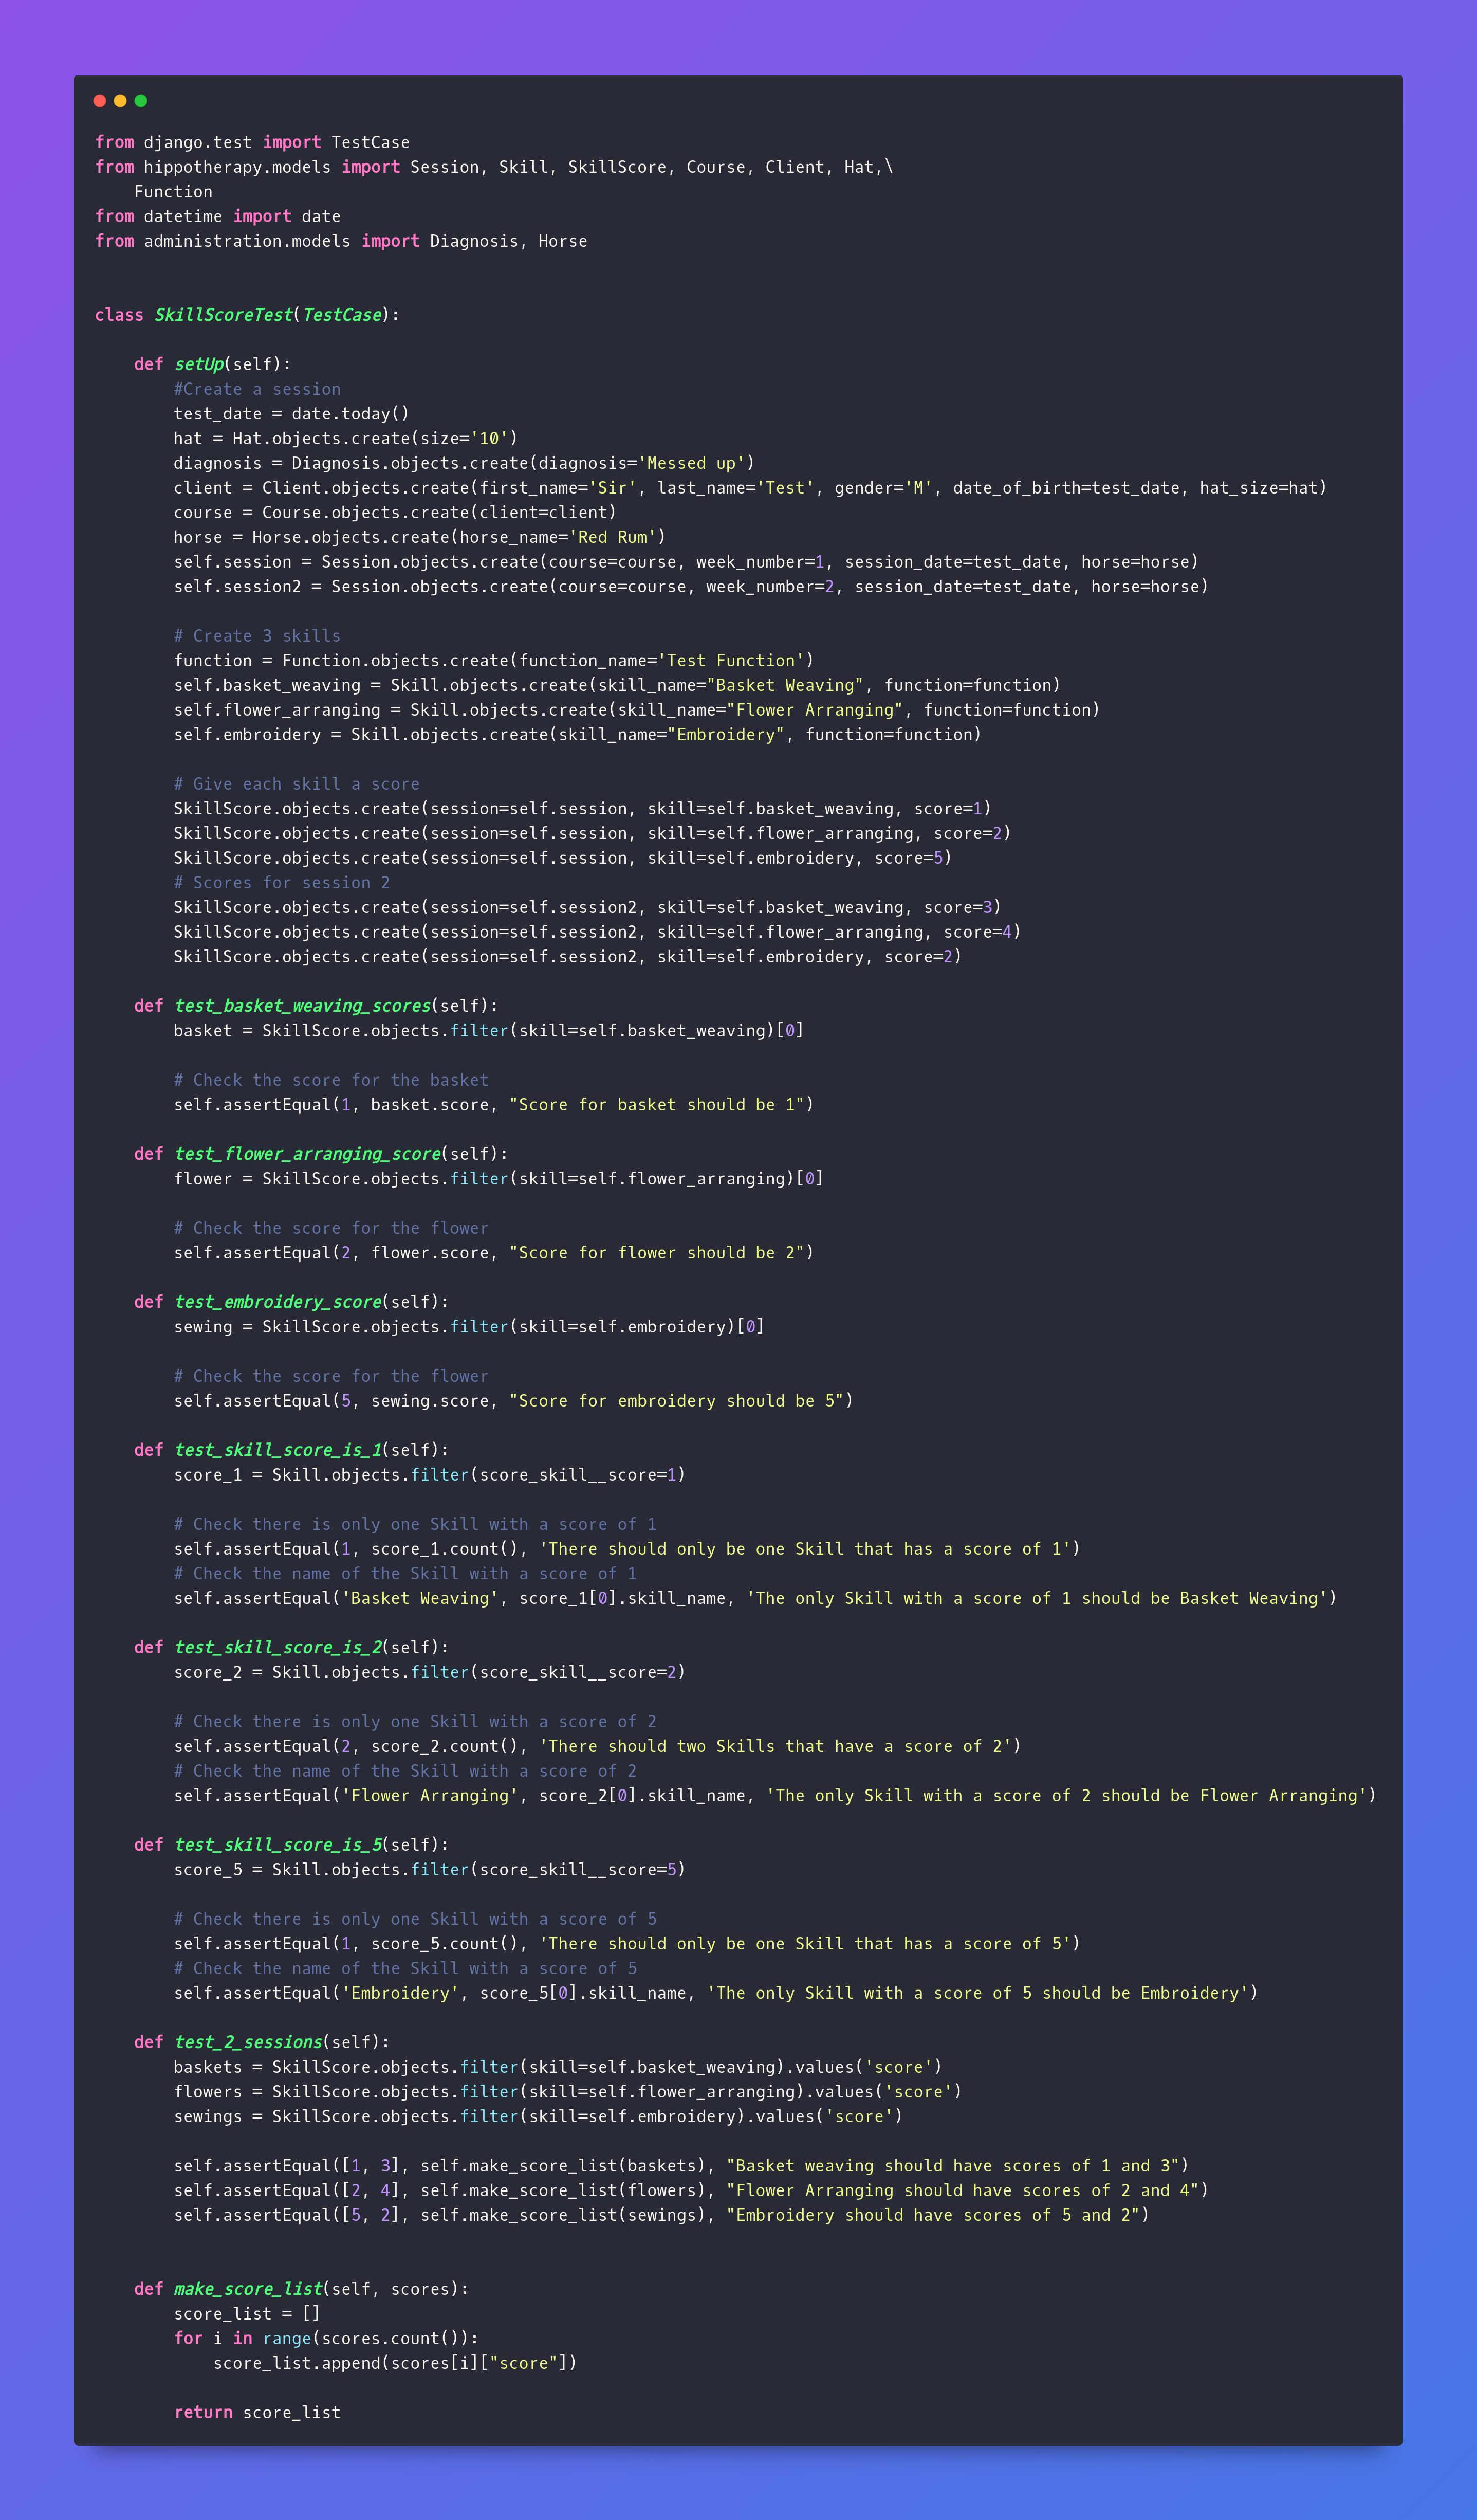 from django.test import TestCase
from hippotherapy.models import Session, Skill, SkillScore, Course, Client, Hat,\
    Function
from datetime import date
from administration.models import Diagnosis, Horse


class SkillScoreTest(TestCase):

    def setUp(self):
        #Create a session
        test_date = date.today()
        hat = Hat.objects.create(size='10')
        diagnosis = Diagnosis.objects.create(diagnosis='Messed up')
        client = Client.objects.create(first_name='Sir', last_name='Test', gender='M', date_of_birth=test_date, hat_size=hat)
        course = Course.objects.create(client=client)
        horse = Horse.objects.create(horse_name='Red Rum')
        self.session = Session.objects.create(course=course, week_number=1, session_date=test_date, horse=horse)
        self.session2 = Session.objects.create(course=course, week_number=2, session_date=test_date, horse=horse)

        # Create 3 skills
        function = Function.objects.create(function_name='Test Function')
        self.basket_weaving = Skill.objects.create(skill_name="Basket Weaving", function=function)
        self.flower_arranging = Skill.objects.create(skill_name="Flower Arranging", function=function)
        self.embroidery = Skill.objects.create(skill_name="Embroidery", function=function)

        # Give each skill a score
        SkillScore.objects.create(session=self.session, skill=self.basket_weaving, score=1)
        SkillScore.objects.create(session=self.session, skill=self.flower_arranging, score=2)
        SkillScore.objects.create(session=self.session, skill=self.embroidery, score=5)
        # Scores for session 2
        SkillScore.objects.create(session=self.session2, skill=self.basket_weaving, score=3)
        SkillScore.objects.create(session=self.session2, skill=self.flower_arranging, score=4)
        SkillScore.objects.create(session=self.session2, skill=self.embroidery, score=2)

    def test_basket_weaving_scores(self):
        basket = SkillScore.objects.filter(skill=self.basket_weaving)[0]

        # Check the score for the basket
        self.assertEqual(1, basket.score, "Score for basket should be 1")

    def test_flower_arranging_score(self):
        flower = SkillScore.objects.filter(skill=self.flower_arranging)[0]

        # Check the score for the flower
        self.assertEqual(2, flower.score, "Score for flower should be 2")

    def test_embroidery_score(self):
        sewing = SkillScore.objects.filter(skill=self.embroidery)[0]

        # Check the score for the flower
        self.assertEqual(5, sewing.score, "Score for embroidery should be 5")

    def test_skill_score_is_1(self):
        score_1 = Skill.objects.filter(score_skill__score=1)

        # Check there is only one Skill with a score of 1
        self.assertEqual(1, score_1.count(), 'There should only be one Skill that has a score of 1')
        # Check the name of the Skill with a score of 1
        self.assertEqual('Basket Weaving', score_1[0].skill_name, 'The only Skill with a score of 1 should be Basket Weaving')

    def test_skill_score_is_2(self):
        score_2 = Skill.objects.filter(score_skill__score=2)

        # Check there is only one Skill with a score of 2
        self.assertEqual(2, score_2.count(), 'There should two Skills that have a score of 2')
        # Check the name of the Skill with a score of 2
        self.assertEqual('Flower Arranging', score_2[0].skill_name, 'The only Skill with a score of 2 should be Flower Arranging')

    def test_skill_score_is_5(self):
        score_5 = Skill.objects.filter(score_skill__score=5)

        # Check there is only one Skill with a score of 5
        self.assertEqual(1, score_5.count(), 'There should only be one Skill that has a score of 5')
        # Check the name of the Skill with a score of 5
        self.assertEqual('Embroidery', score_5[0].skill_name, 'The only Skill with a score of 5 should be Embroidery')

    def test_2_sessions(self):
        baskets = SkillScore.objects.filter(skill=self.basket_weaving).values('score')
        flowers = SkillScore.objects.filter(skill=self.flower_arranging).values('score')
        sewings = SkillScore.objects.filter(skill=self.embroidery).values('score')

        self.assertEqual([1, 3], self.make_score_list(baskets), "Basket weaving should have scores of 1 and 3")
        self.assertEqual([2, 4], self.make_score_list(flowers), "Flower Arranging should have scores of 2 and 4")
        self.assertEqual([5, 2], self.make_score_list(sewings), "Embroidery should have scores of 5 and 2")


    def make_score_list(self, scores):
        score_list = []
        for i in range(scores.count()):
            score_list.append(scores[i]["score"])

        return score_list